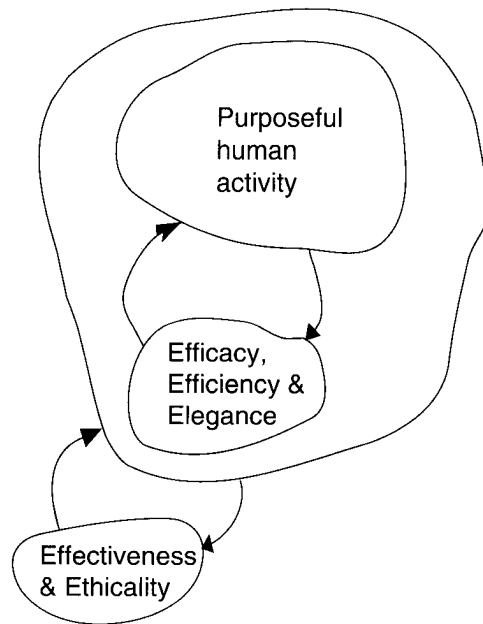 Purposeful
human
activity
Efficacy,
Efficiency &
Elegance
Effectiveness
& Ethicality